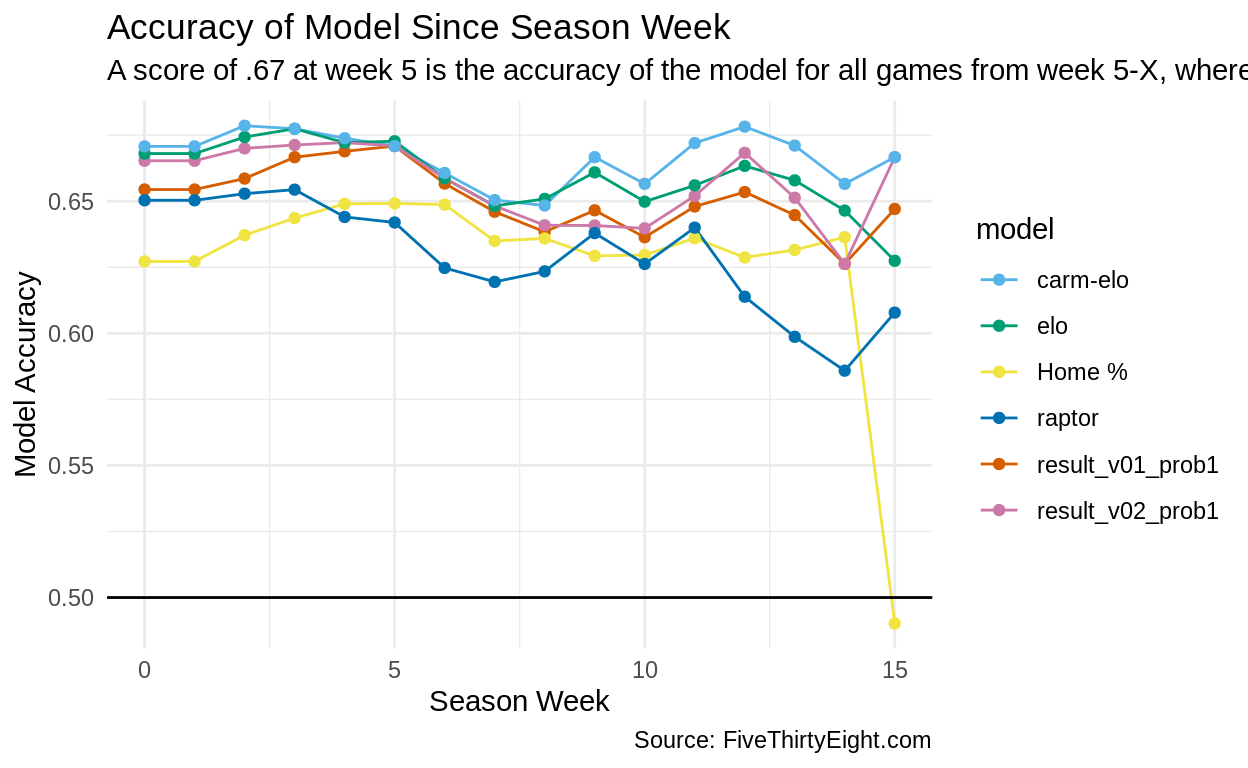 Accuracy of Model Since Season Week
A score of .67 at week 5 is the accuracy of the model for all games from week 5-X, where
Model Accuracy
0.65
0.60
0.55
0.50
0
5
10
15
Season Week
model
carm-elo
elo
Home %
raptor
result_v01_prob1
result_v02_prob1
Source: FiveThirtyEight.com